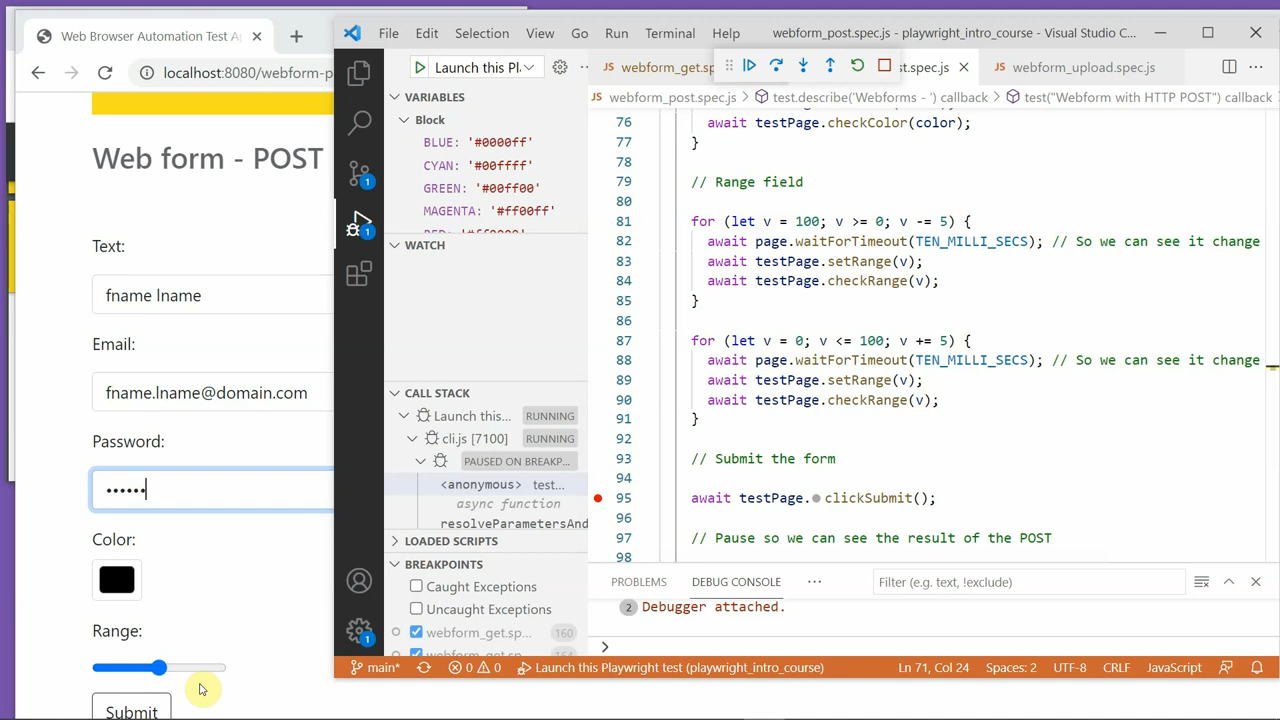 Web Browser Automation Test A
localhost:8080/webform-p
Web form - POST
Text:
fname lname
Email:
fname.lname@domain.com
Password:
••••••
Color:
Range:
Submit
File Edit Selection View Go Run Terminal Help
webform_post.spec.js - playwright_intro_course - Visual Studio C...
Launch this Pl
webform_get.sp
st.spec.js
webform_upload.spec.js
webform_post.spec.js > test.describe('Webforms - ') callback > test("Webform with HTTP POST") callback
VARIABLES
Block
BLUE: '#0000ff'
CYAN: '#00ffff'
GREEN: '#00ff00'
MAGENTA: '#ff00ff'
WATCH
CALL STACK
Launch this... RUNNING
cli.js [7100] RUNNING
PAUSED ON BREAKP...
<anonymous> test...
async function
resolveParametersAnd
LOADED SCRIPTS
BREAKPOINTS
Caught Exceptions
Uncaught Exceptions
webform_get.sp... 160
76 await testPage.checkColor(color);
77 }
78
79 // Range field
80
81 for (let v = 100; v >= 0; v -= 5) {
82 await page.waitForTimeout(TEN_MILLI_SECS); // So we can see it change
83 await testPage.setRange(v);
84 await testPage.checkRange(v);
85 }
86
87 for (let v = 0; v <= 100; v += 5) {
88 await page.waitForTimeout(TEN_MILLI_SECS); // So we can see it change
89 await testPage.setRange(v);
90 await testPage.checkRange(v);
91 }
92
93 // Submit the form
94
95 await testPage.clickSubmit();
96
97 // Pause so we can see the result of the POST
98
PROBLEMS DEBUG CONSOLE ... Filter (e.g. text, !exclude)
2 Debugger attached.
main* 0 0 Launch this Playwright test (playwright_intro_course) Ln 71, Col 24 Spaces: 2 UTF-8 CRLF JavaScript